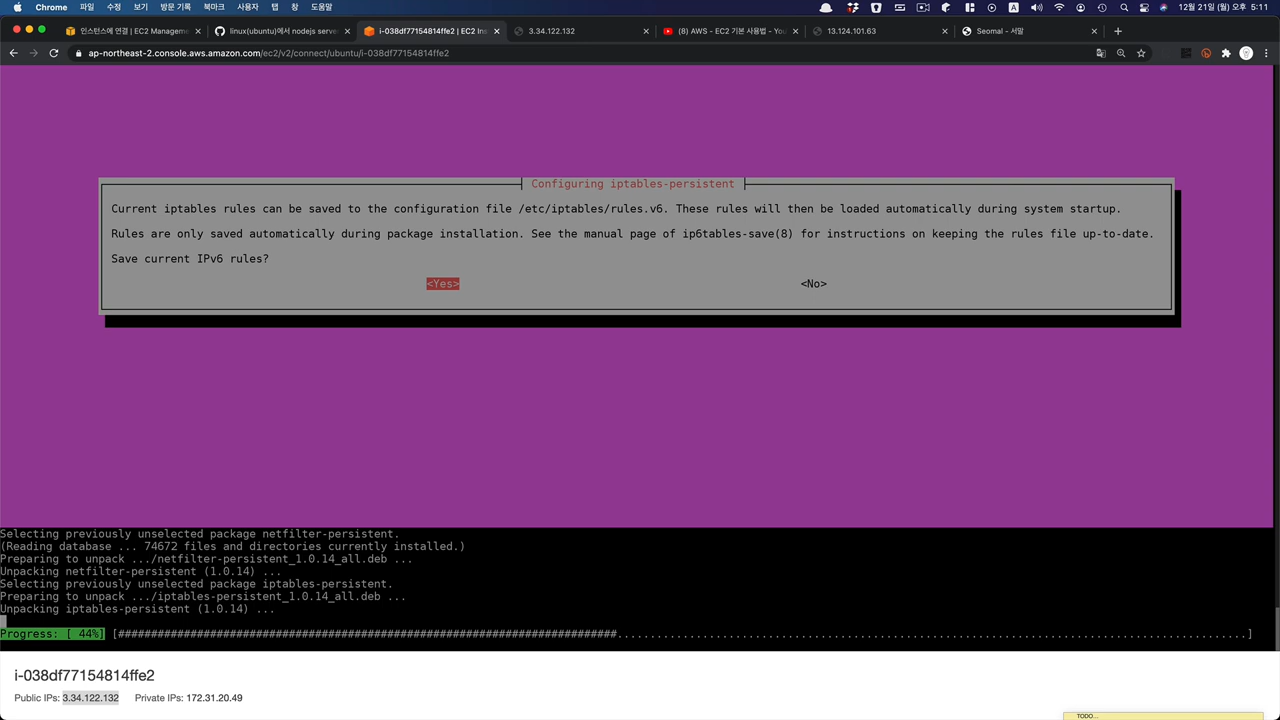 Chrome 파일 수정 보기 방문 기록 북마크 사용자 탭 창 도움말 12월 21일 (월) 오후 5:11
인스턴스에 연결 | EC2 Manageme
linux(ubuntu)에서 nodejs server
i-038df77154814ffe2 | EC2 Ins
3.34.122.132
(8) AWS - EC2 기본 사용법 - You
13.124.101.63
Seomal - 서말
ap-northeast-2.console.aws.amazon.com/ec2/v2/connect/ubuntu/i-038df77154814ffe2
Configuring iptables-persistent
Current iptables rules can be saved to the configuration file /etc/iptables/rules.v6. These rules will then be loaded automatically during system startup.
Rules are only saved automatically during package installation. See the manual page of ip6tables-save(8) for instructions on keeping the rules file up-to-date.
Save current IPv6 rules?
<Yes> <No>
Selecting previously unselected package netfilter-persistent.
(Reading database ... 74672 files and directories currently installed.)
Preparing to unpack .../netfilter-persistent_1.0.14_all.deb ...
Unpacking netfilter-persistent (1.0.14) ...
Selecting previously unselected package iptables-persistent.
Preparing to unpack .../iptables-persistent_1.0.14_all.deb ...
Unpacking iptables-persistent (1.0.14) ...
Progress: [ 44%]
i-038df77154814ffe2
Public IPs: 3.34.122.132 Private IPs: 172.31.20.49
TODO...